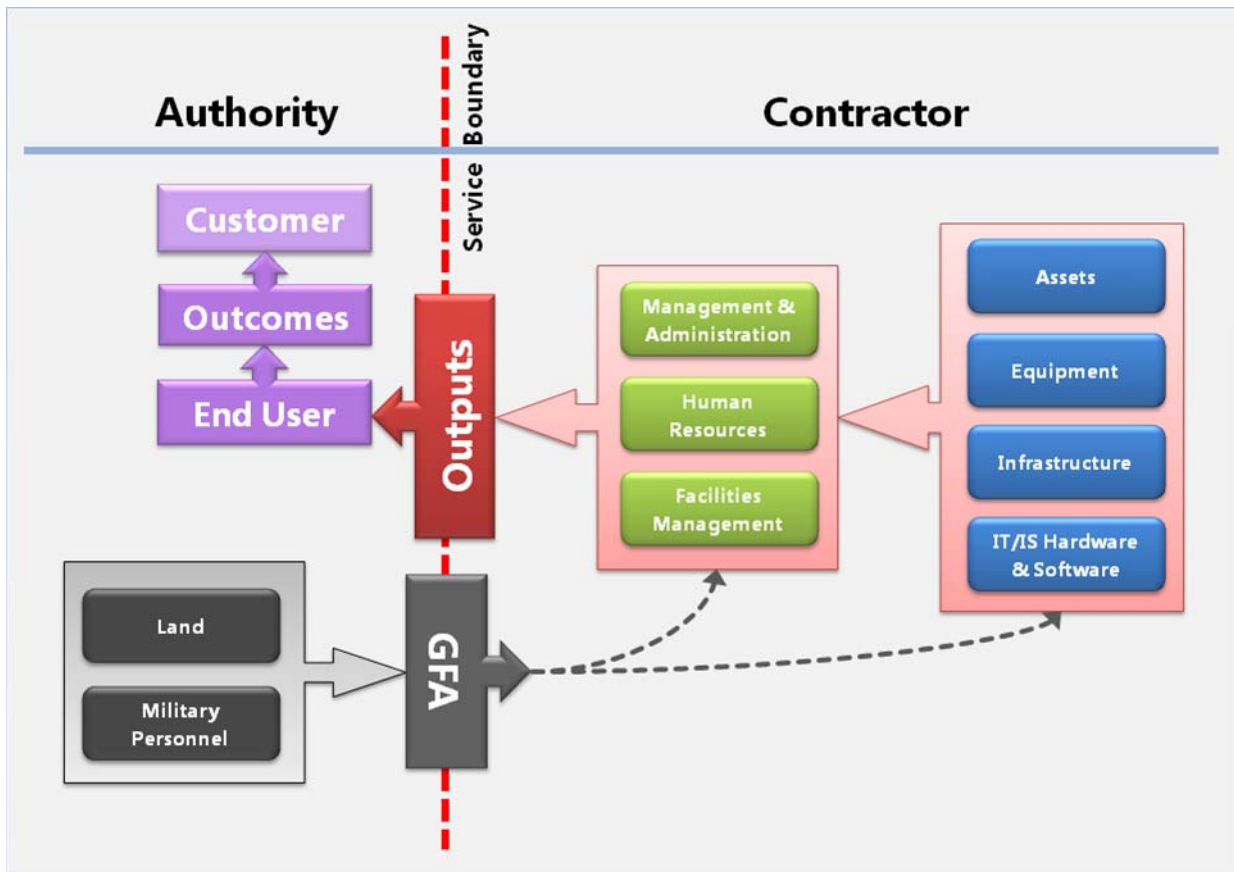 Authority
Service Boundary
Contractor
Customer
Outcomes
End User
Outputs
Management &
Administration
Human
Resources
Facilities
Management
Assets
Equipment
Infrastructure
IT/IS Hardware
& Software
Land
Military
Personnel
GFA